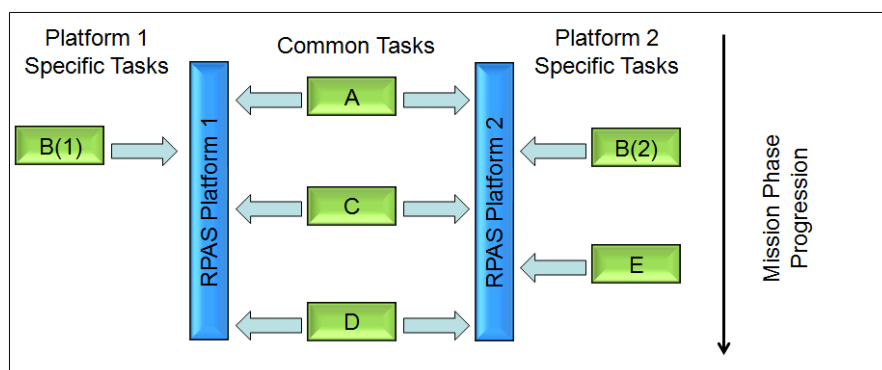 Platform 1
Specific Tasks
Common Tasks
Platform 2
Specific Tasks
A
B(1)
B(2)
C
E
D
RPAS Platform 1
RPAS Platform 2
Mission Phase
Progression